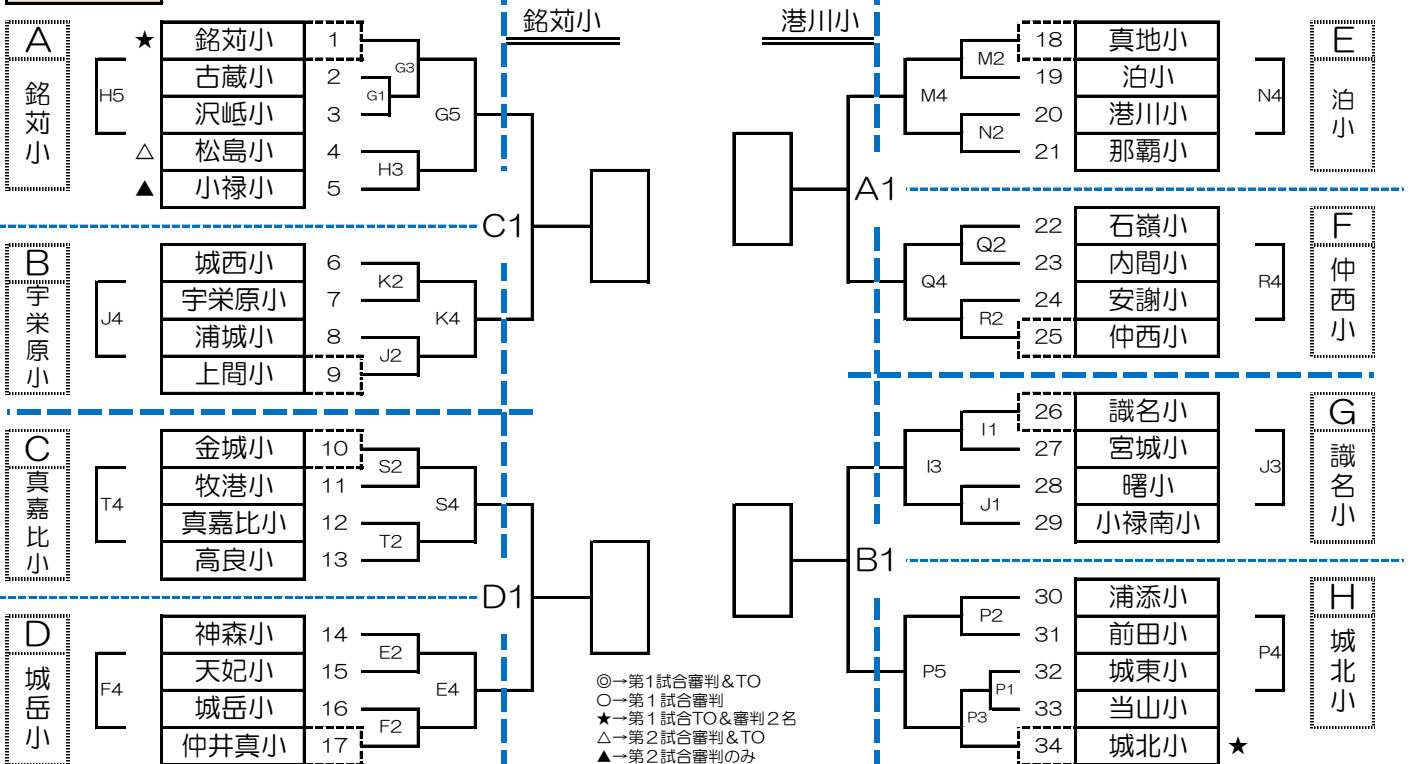 銘苅小
港川小
A
銘苅小
H5
★ 銘苅小 1
古蔵小 2
沢岻小 3
△ 松島小 4
▲ 小禄小 5
G1
G3
H3
G5
C1
B
宇栄原小
J4
城西小 6
宇栄原小 7
浦城小 8
上間小 9
K2
J2
K4
C
真嘉比小
T4
金城小 10
牧港小 11
真嘉比小 12
高良小 13
S2
T2
S4
D1
D
城岳小
F4
神森小 14
天妃小 15
城岳小 16
仲井真小 17
E2
F2
E4
◎→第1試合審判&TO
○→第1試合審判
★→第1試合TO&審判2名
△→第2試合審判&TO
▲→第2試合審判のみ
E
泊小
N4
18 真地小
19 泊小
20 港川小
21 那覇小
M2
N2
M4
A1
F
仲西小
R4
22 石嶺小
23 内間小
24 安謝小
25 仲西小
Q2
R2
Q4
G
識名小
J3
26 識名小
27 宮城小
28 曙小
29 小禄南小
I1
J1
I3
B1
H
城北小
P4
30 浦添小
31 前田小
32 城東小
33 当山小
34 城北小 ★
P2
P1
P3
P5